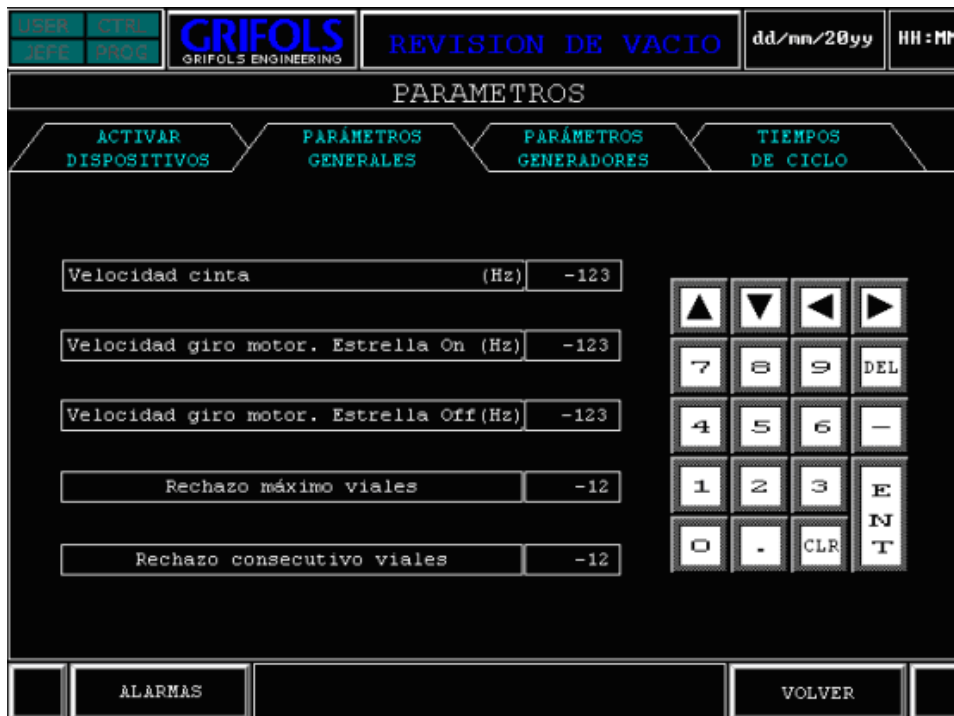 USER CTRL
JEFE PROG
GRIFOLS
GRIFOLS ENGINEERING
REVISION DE VACIO
dd/mm/20yy
HH:MM
PARAMETROS
ACTIVAR
DISPOSITIVOS
PARÁMETROS
GENERALES
PARÁMETROS
GENERADORES
TIEMPOS
DE CICLO
Velocidad cinta (Hz) -123
Velocidad giro motor. Estrella On (Hz) -123
Velocidad giro motor. Estrella Off(Hz) -123
Rechazo máximo viales -12
Rechazo consecutivo viales -12
▲ ▼ ◀ ▶
7 8 9 DEL
4 5 6 -
1 2 3 ENT
0 . CLR
ALARMAS
VOLVER